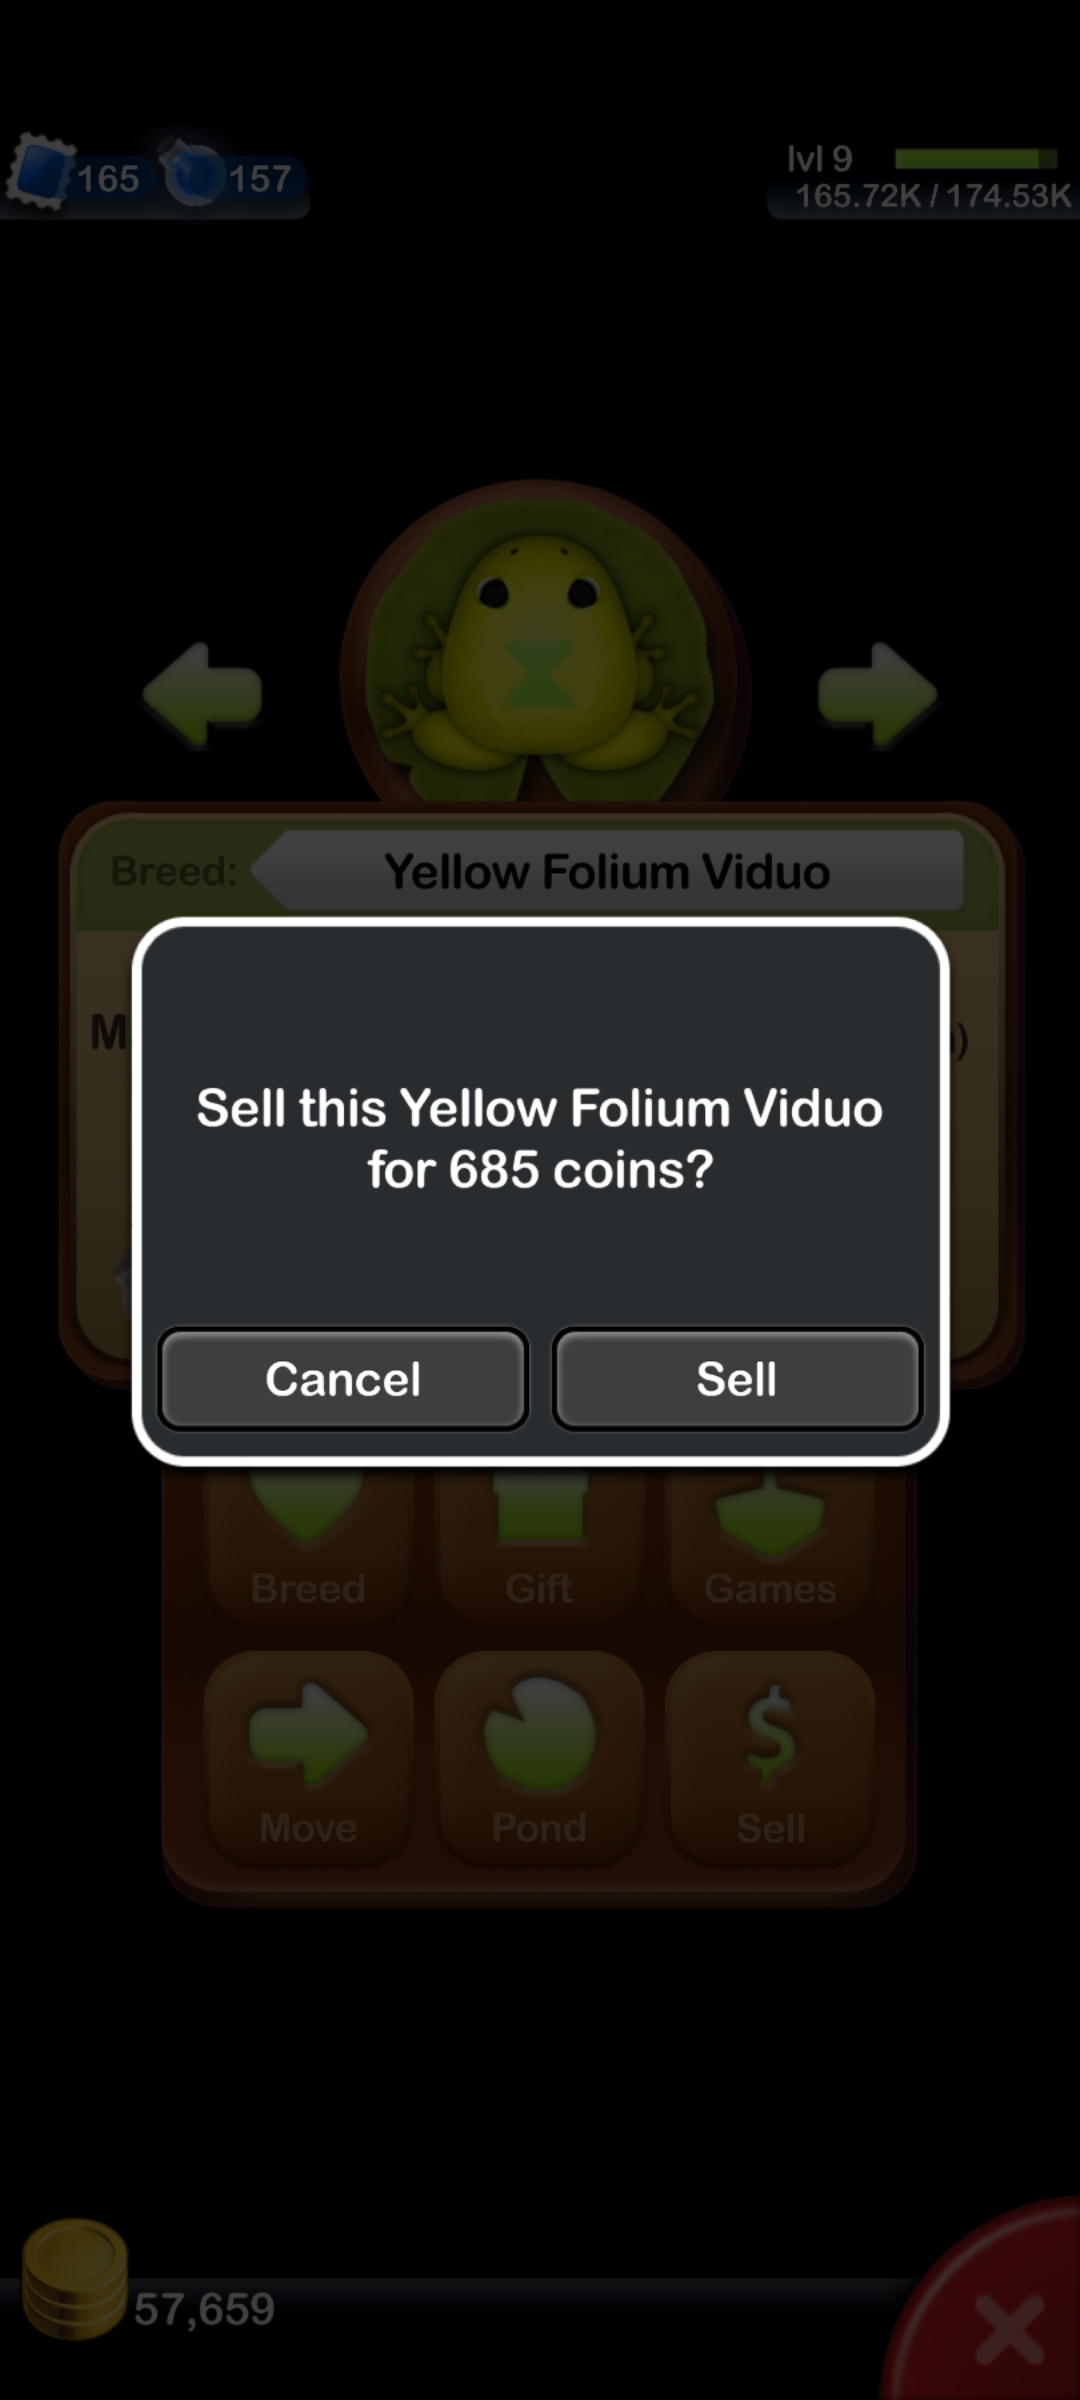 165 157
lvl 9
165.72K / 174.53K
Breed: Yellow Folium Viduo
M
)
Sell this Yellow Folium Viduo
for 685 coins?
Cancel Sell
Breed Gift Games
Move Pond Sell
57,659